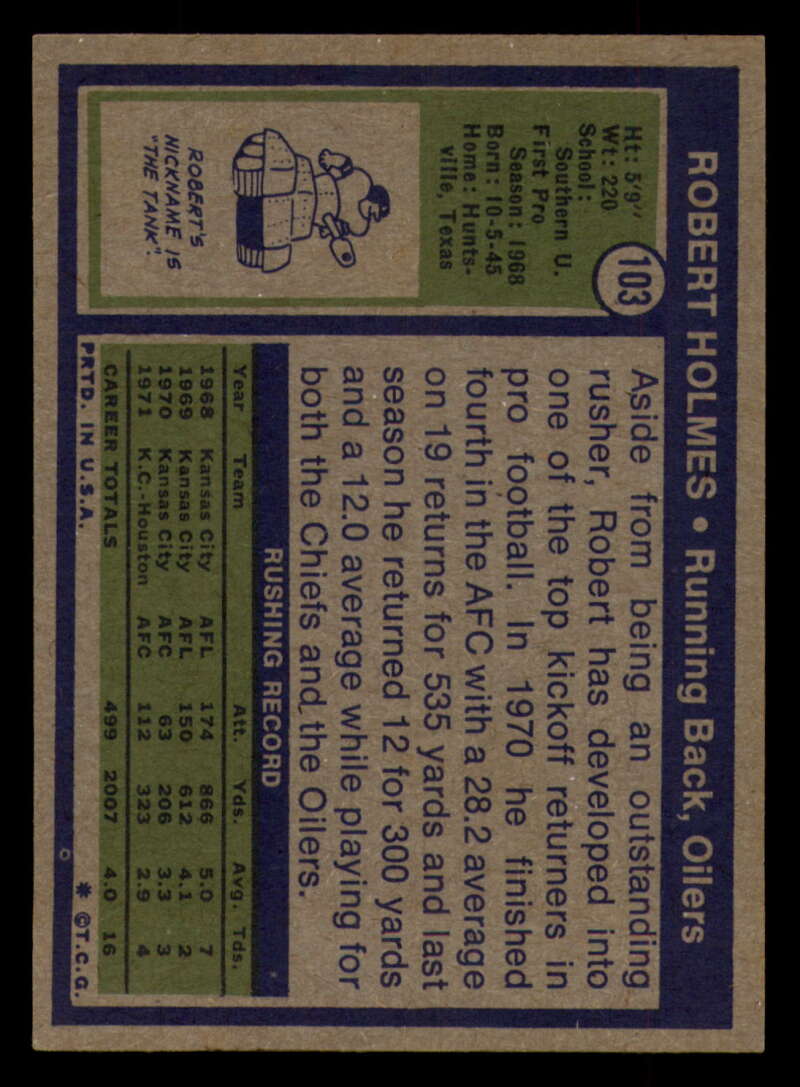 ROBERT HOLMES • Running Back, Oilers
103
Ht: 5'9"
Wt: 220
School:
Southern U.
First Pro
Season: 1968
Born: 10-5-45
Home: Hunts-
ville, Texas
ROBERT'S
NICKNAME IS
"THE TANK".
Aside from being an outstanding
rusher, Robert has developed into
one of the top kickoff returners in
pro football. In 1970 he finished
fourth in the AFC with a 28.2 average
on 19 returns for 535 yards and last
season he returned 12 for 300 yards
and a 12.0 average while playing for
both the Chiefs and the Oilers.
RUSHING RECORD
Year Team Att. Yds. Avg. Tds.
1968 Kansas City AFL 174 866 5.0 7
1969 Kansas City AFL 150 612 4.1 2
1970 Kansas City AFC 63 206 3.3 3
1971 K.C.-Houston AFC 112 323 2.9 4
CAREER TOTALS 499 2007 4.0 16
PRTD. IN U.S.A. * ©T.C.G.